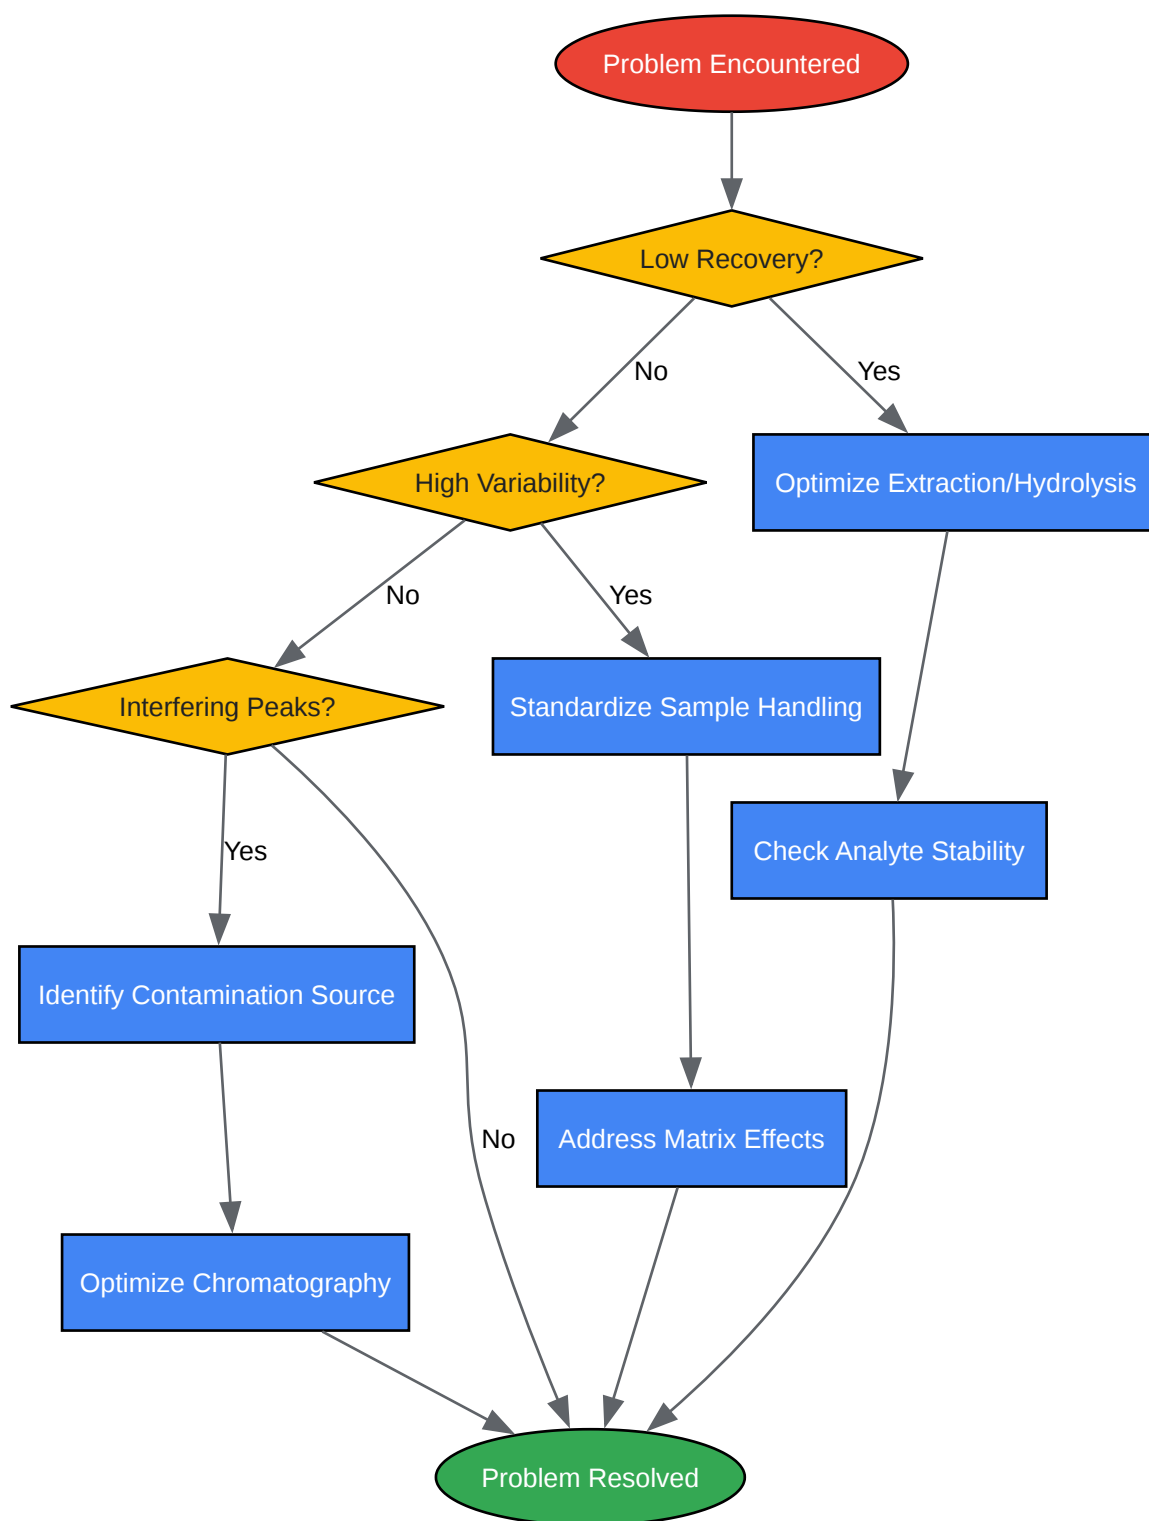 Problem Encountered
Low Recovery?
No
Yes
High Variability?
Optimize Extraction/Hydrolysis
No
Yes
Interfering Peaks?
Standardize Sample Handling
Yes
Check Analyte Stability
Identify Contamination Source
No
Address Matrix Effects
Optimize Chromatography
Problem Resolved